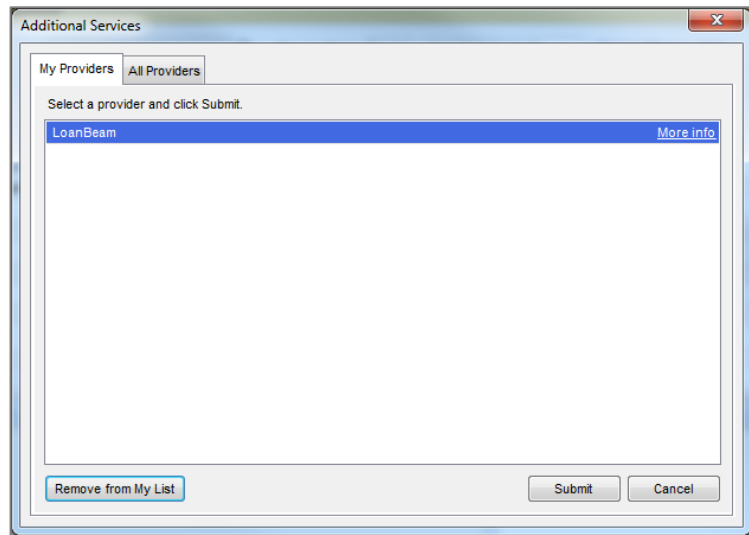 Additional Services
My Providers All Providers
Select a provider and click Submit.
LoanBeam More info
Remove from My List Submit Cancel